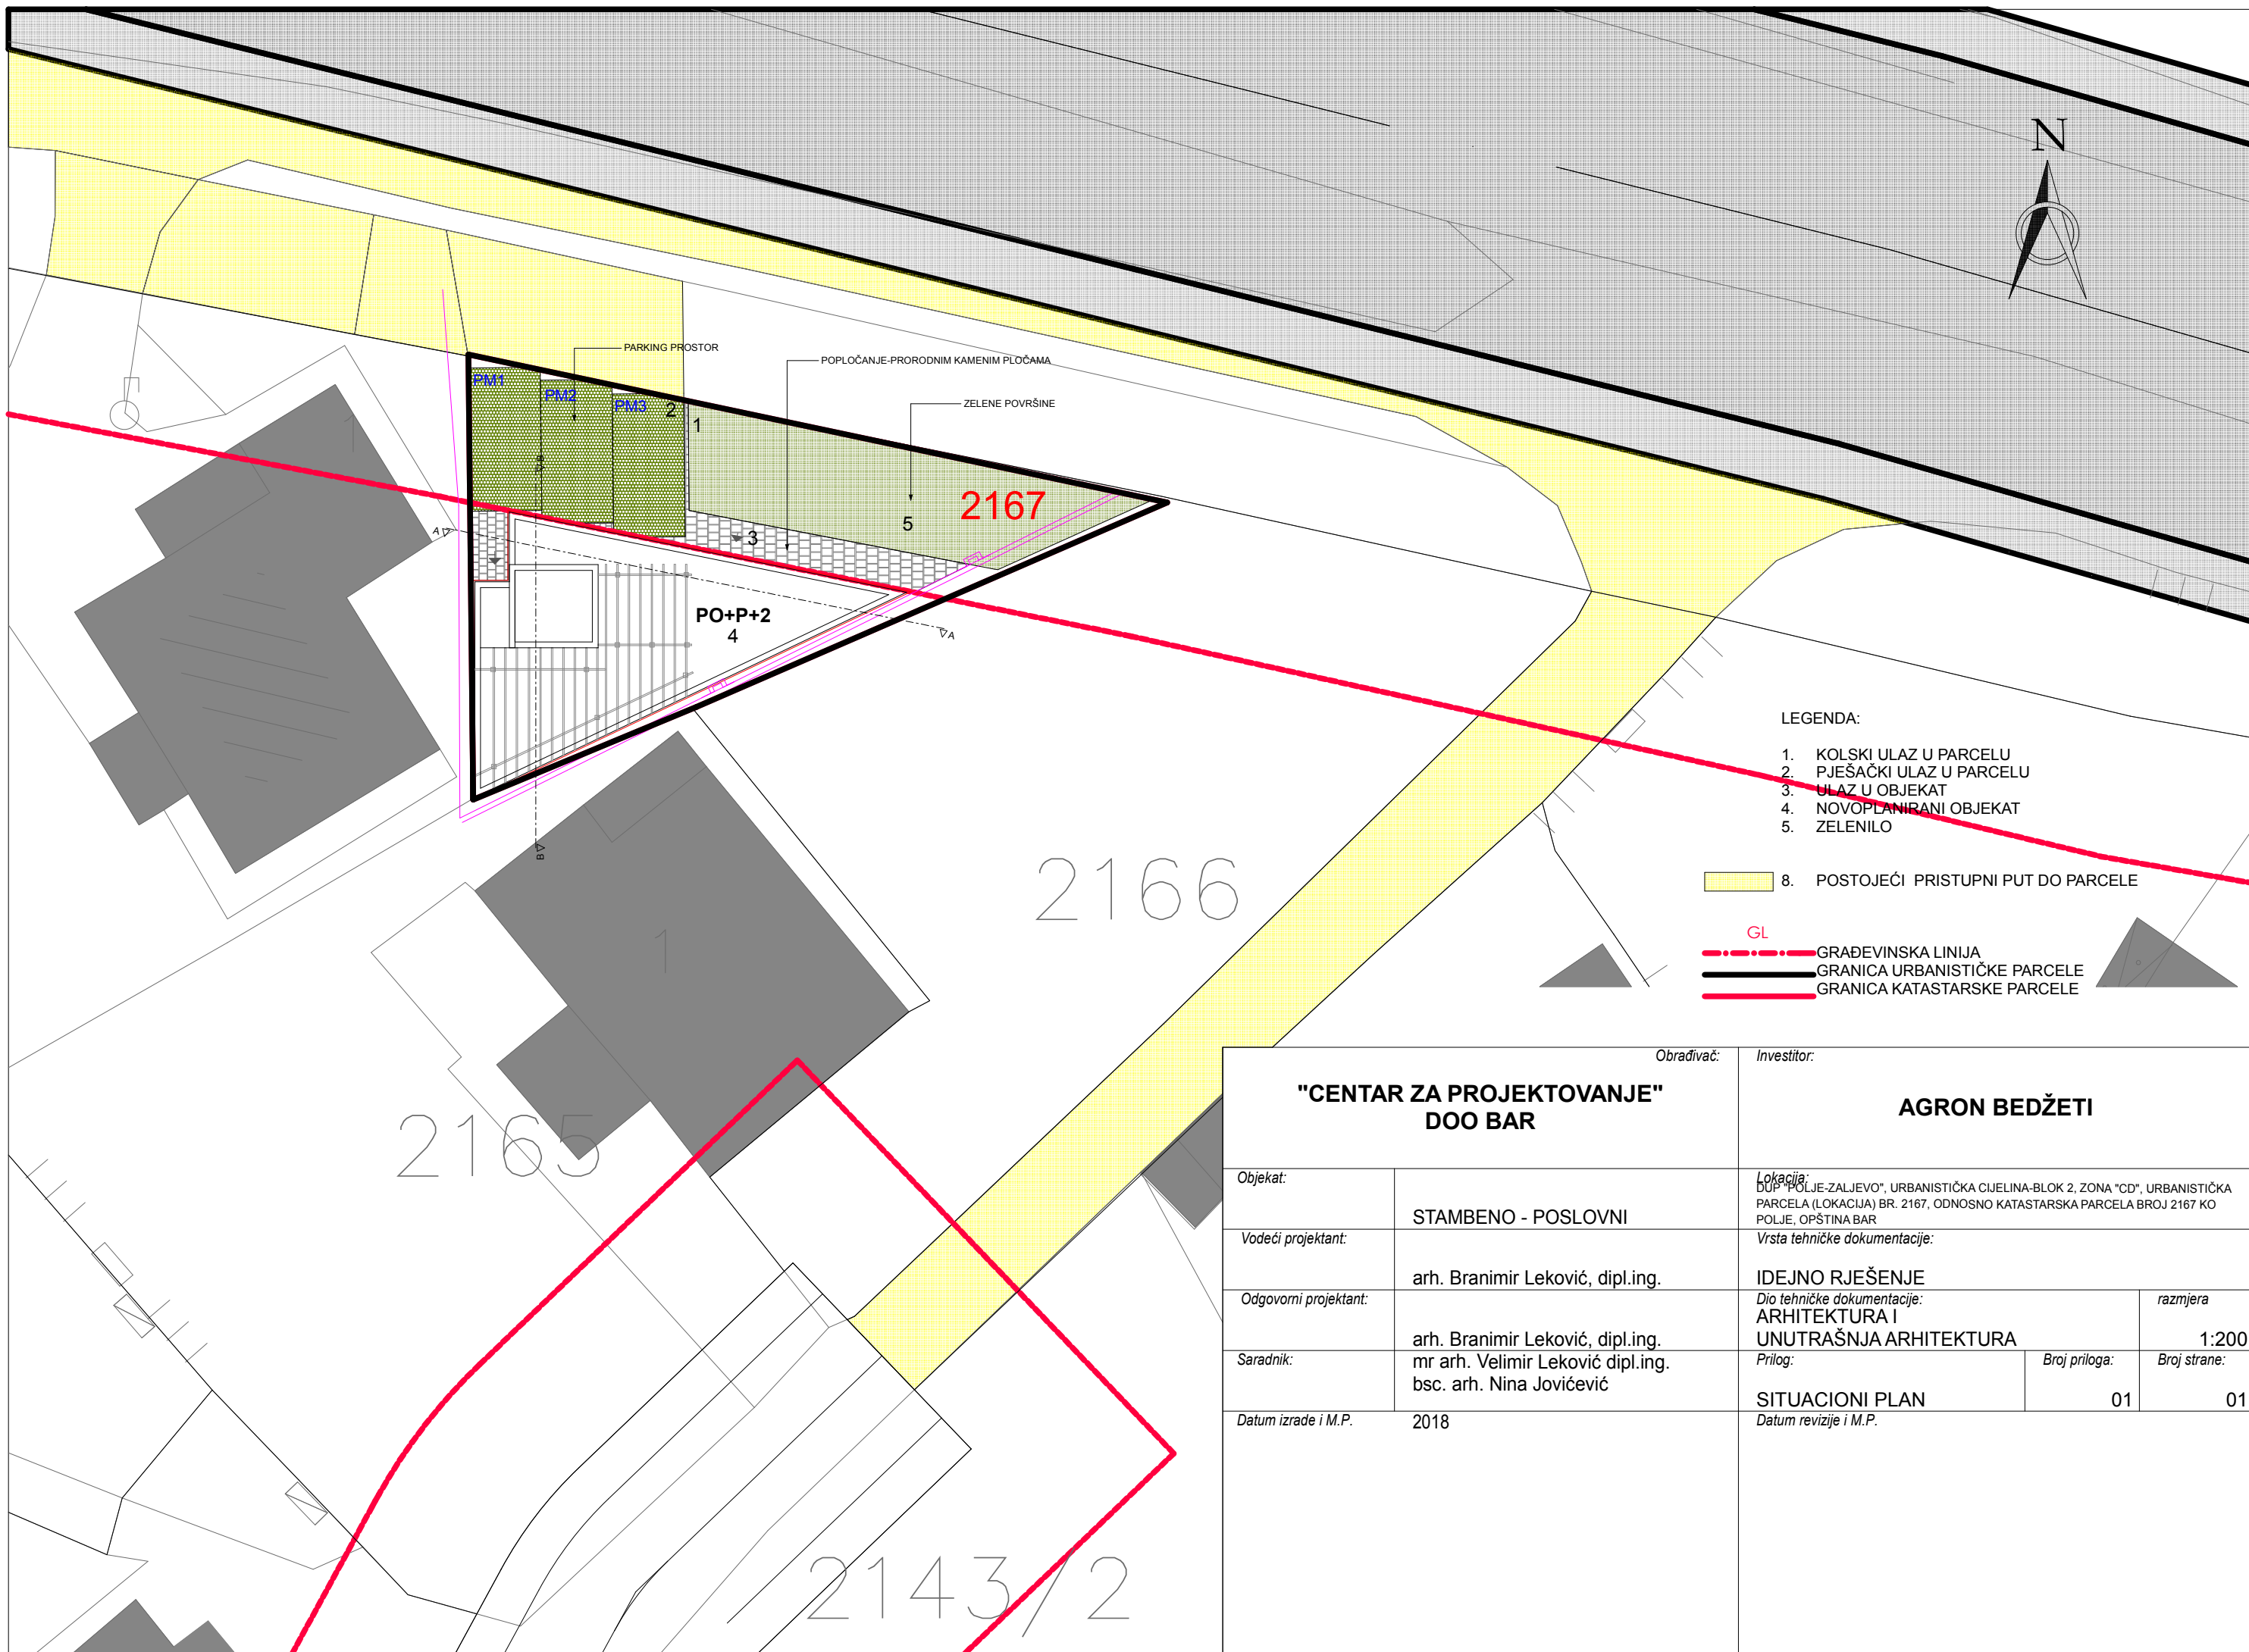 N
PARKING PROSTOR
POPLOČANJE-PRORODNIM KAMENIM PLOČAMA
ZELENE POVRŠINE
PM1
PM2
PM3
2
1
1
2167
5
3
B
A
A
PO+P+2
4
B
2166
1
2165
2143/2
LEGENDA:
1. KOLSKI ULAZ U PARCELU
2. PJEŠAČKI ULAZ U PARCELU
3. ULAZ U OBJEKAT
4. NOVOPLANIRANI OBJEKAT
5. ZELENILO
8. POSTOJEĆI PRISTUPNI PUT DO PARCELE
GL
GRAĐEVINSKA LINIJA
GRANICA URBANISTIČKE PARCELE
GRANICA KATASTARSKE PARCELE
Obrađivač:
"CENTAR ZA PROJEKTOVANJE"
DOO BAR
Investitor:
AGRON BEDŽETI
Objekat:
STAMBENO - POSLOVNI
Lokacija:
DUP "POLJE-ZALJEVO", URBANISTIČKA CIJELINA-BLOK 2, ZONA "CD", URBANISTIČKA
PARCELA (LOKACIJA) BR. 2167, ODNOSNO KATASTARSKA PARCELA BROJ 2167 KO
POLJE, OPŠTINA BAR
Vodeći projektant:
arh. Branimir Leković, dipl.ing.
Vrsta tehničke dokumentacije:
IDEJNO RJEŠENJE
Odgovorni projektant:
arh. Branimir Leković, dipl.ing.
Dio tehničke dokumentacije:
ARHITEKTURA I
UNUTRAŠNJA ARHITEKTURA
razmjera
1:200
Saradnik:
mr arh. Velimir Leković dipl.ing.
bsc. arh. Nina Jovićević
Prilog:
SITUACIONI PLAN
Broj priloga:
01
Broj strane:
01
Datum izrade i M.P.
2018
Datum revizije i M.P.